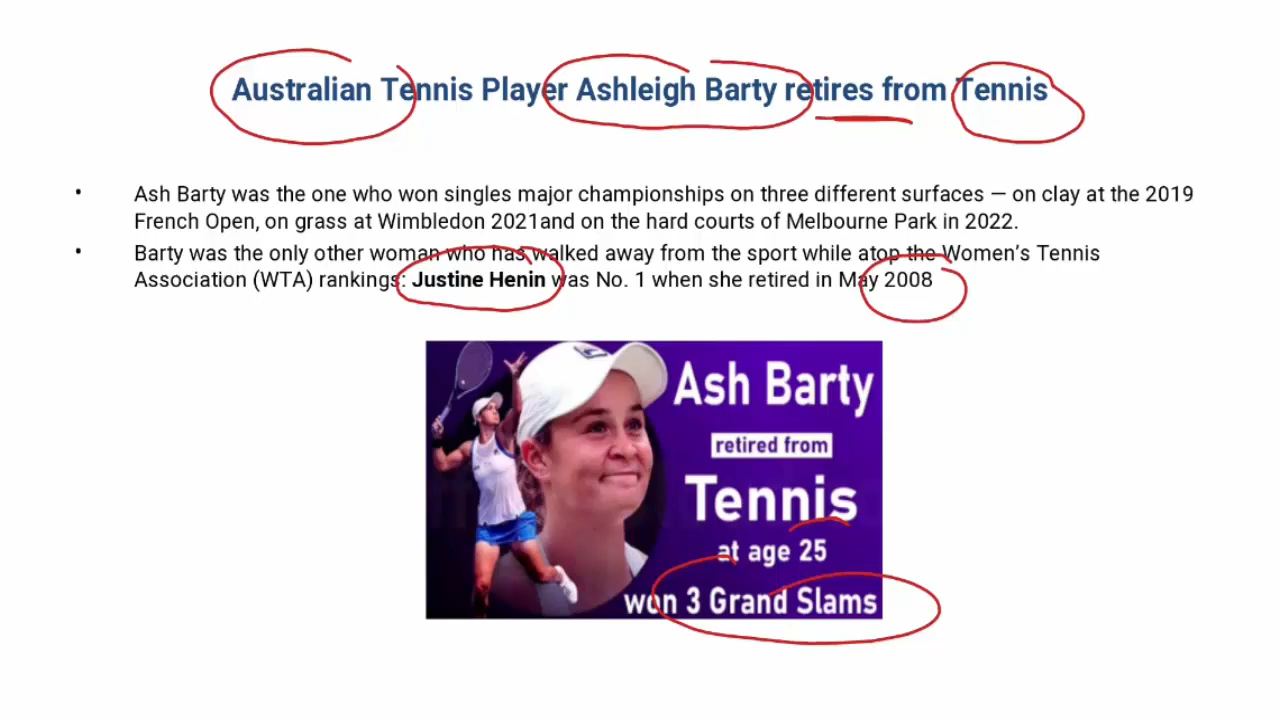 Australian Tennis Player Ashleigh Barty retires from Tennis
• Ash Barty was the one who won singles major championships on three different surfaces — on clay at the 2019
French Open, on grass at Wimbledon 2021and on the hard courts of Melbourne Park in 2022.
• Barty was the only other woman who has walked away from the sport while atop the Women's Tennis
Association (WTA) rankings: Justine Henin was No. 1 when she retired in May 2008
Ash Barty
retired from
Tennis
at age 25
won 3 Grand Slams